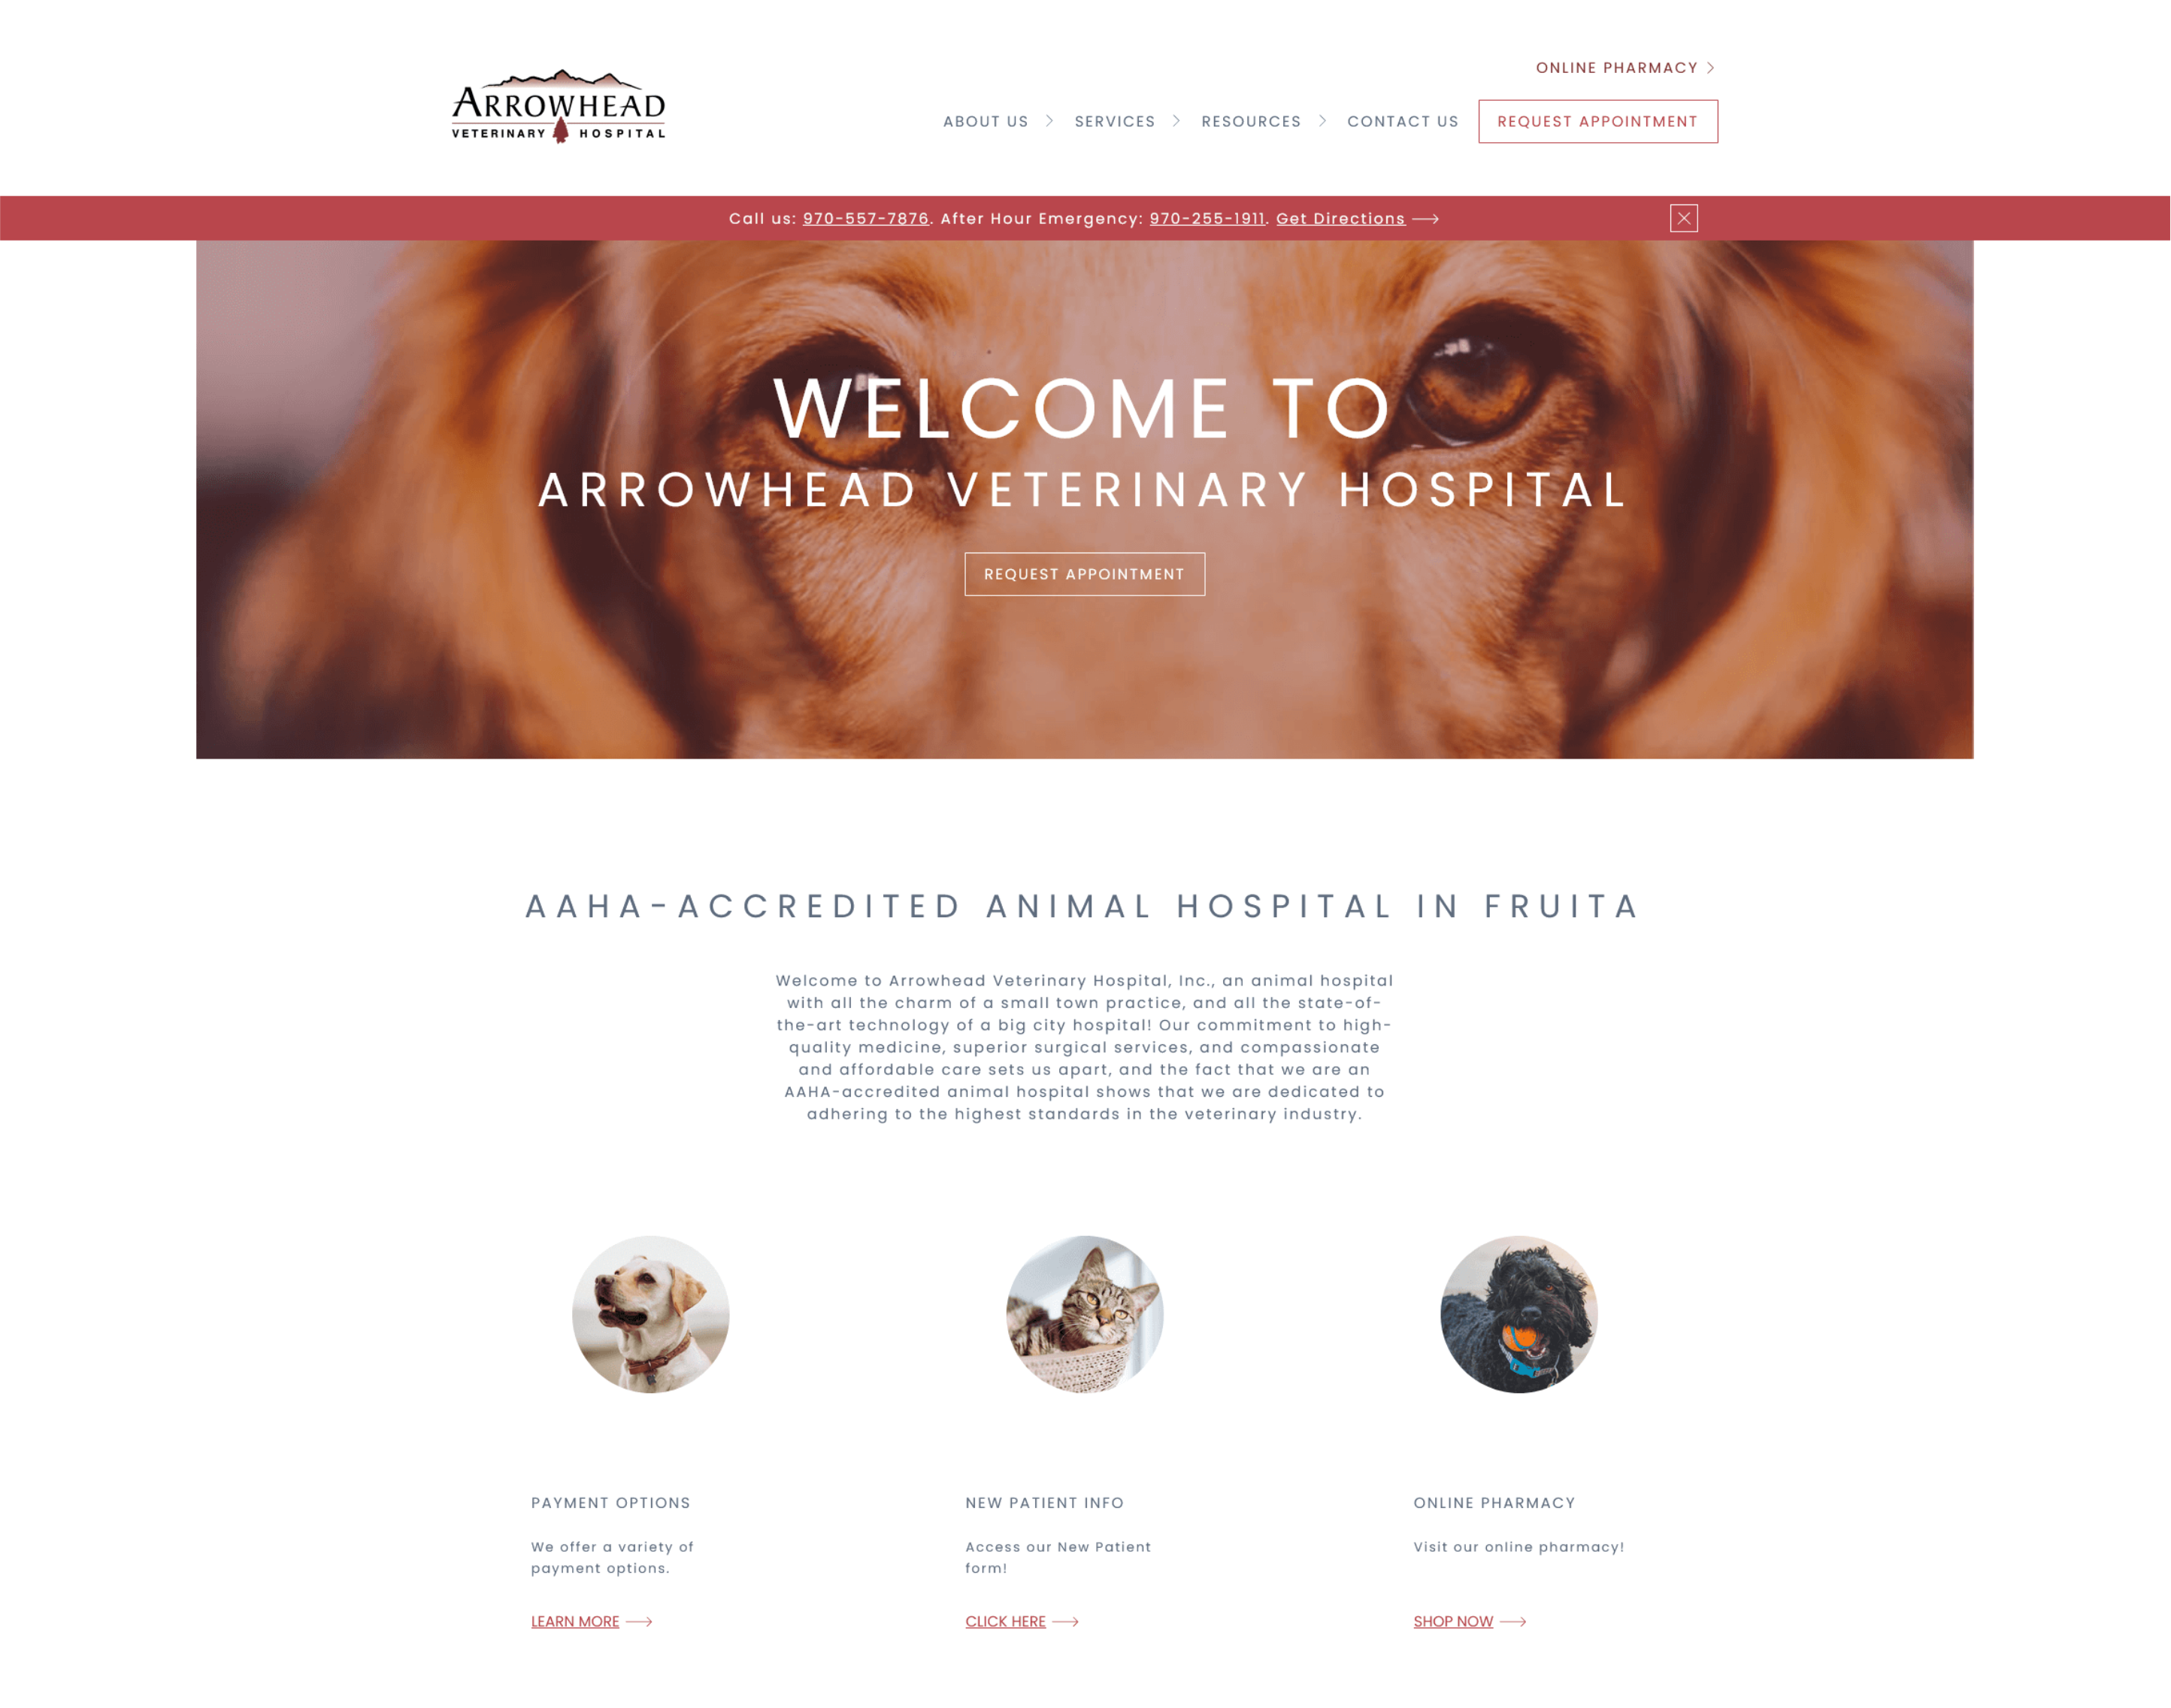 ARROWHEAD
VETERINARY HOSPITAL
ONLINE PHARMACY
ABOUT US SERVICES RESOURCES CONTACT US REQUEST APPOINTMENT
Call us: 970-557-7876. After Hour Emergency: 970-255-1911. Get Directions
WELCOME TO
ARROWHEAD VETERINARY HOSPITAL
REQUEST APPOINTMENT
AAHA-ACCREDITED ANIMAL HOSPITAL IN FRUITA
Welcome to Arrowhead Veterinary Hospital, Inc., an animal hospital
with all the charm of a small town practice, and all the state-of-
the-art technology of a big city hospital! Our commitment to high-
quality medicine, superior surgical services, and compassionate
and affordable care sets us apart, and the fact that we are an
AAHA-accredited animal hospital shows that we are dedicated to
adhering to the highest standards in the veterinary industry.
PAYMENT OPTIONS
We offer a variety of
payment options.
LEARN MORE
NEW PATIENT INFO
Access our New Patient
form!
CLICK HERE
ONLINE PHARMACY
Visit our online pharmacy!
SHOP NOW